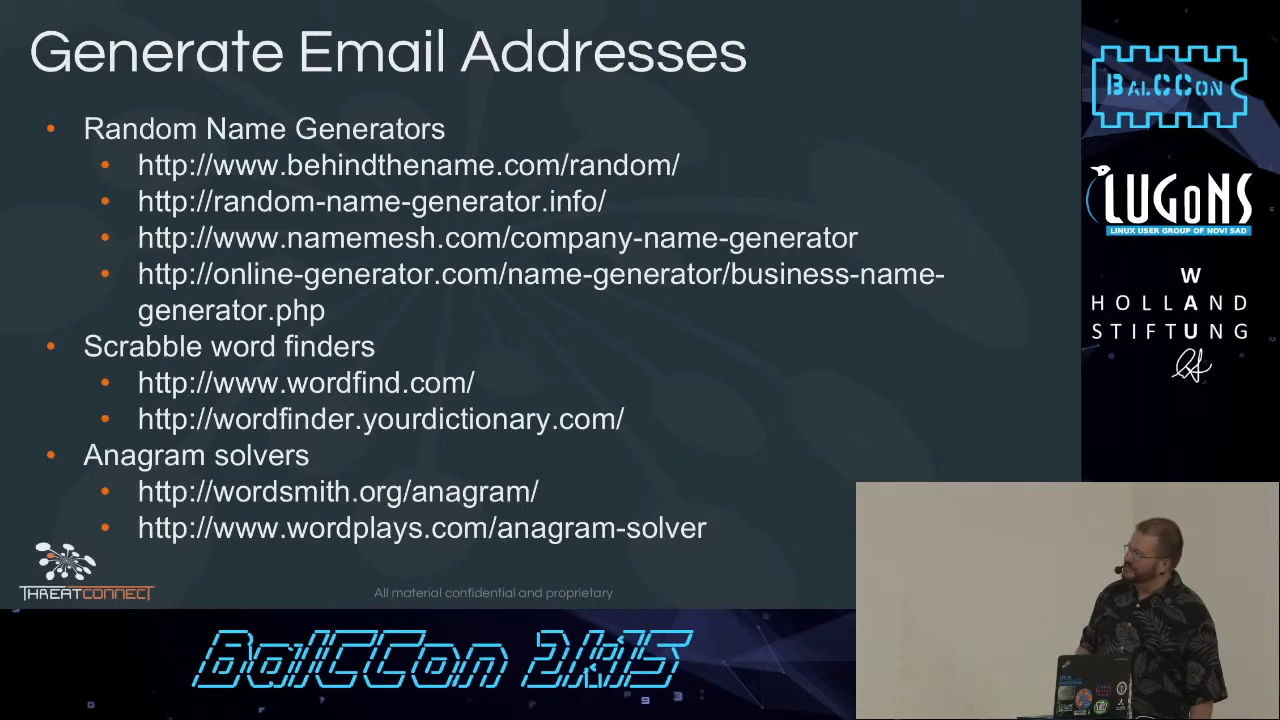 Generate Email Addresses
• Random Name Generators
• http://www.behindthename.com/random/
• http://random-name-generator.info/
• http://www.namemesh.com/company-name-generator
• http://online-generator.com/name-generator/business-name-
generator.php
• Scrabble word finders
• http://www.wordfind.com/
• http://wordfinder.yourdictionary.com/
• Anagram solvers
• http://wordsmith.org/anagram/
• http://www.wordplays.com/anagram-solver
THREATCONNECT
All material confidential and proprietary
BalCCon
LUGoNS
LINUX USER GROUP OF NOVI SAD
W
HOLLAND
STIFTUNG
BalCCon 2k15